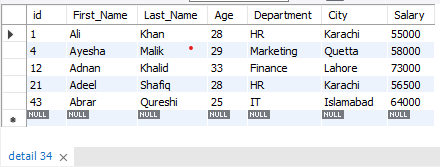 id First_Name Last_Name Age Department City Salary
1 Ali Khan 28 HR Karachi 55000
4 Ayesha Malik 29 Marketing Quetta 58000
12 Adnan Khalid 33 Finance Lahore 73000
21 Adeel Shafiq 28 HR Karachi 56500
43 Abrar Qureshi 25 IT Islamabad 64000
NULL NULL NULL NULL NULL NULL NULL
detail 34